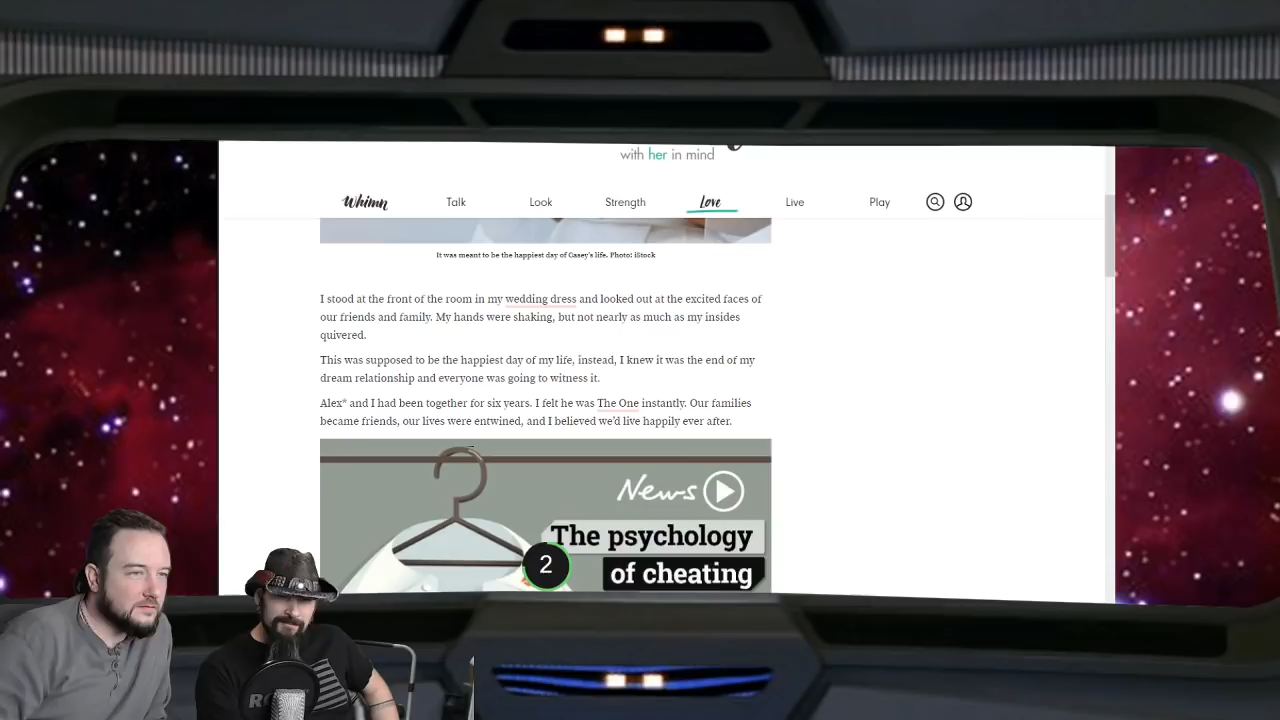 with her in mind
Whimn Talk Look Strength Love Live Play
It was meant to be the happiest day of Casey's life. Photo: iStock
I stood at the front of the room in my wedding dress and looked out at the excited faces of
our friends and family. My hands were shaking, but not nearly as much as my insides
quivered.
This was supposed to be the happiest day of my life, instead, I knew it was the end of my
dream relationship and everyone was going to witness it.
Alex* and I had been together for six years. I felt he was The One instantly. Our families
became friends, our lives were entwined, and I believed we'd live happily ever after.
News
The psychology
of cheating
2